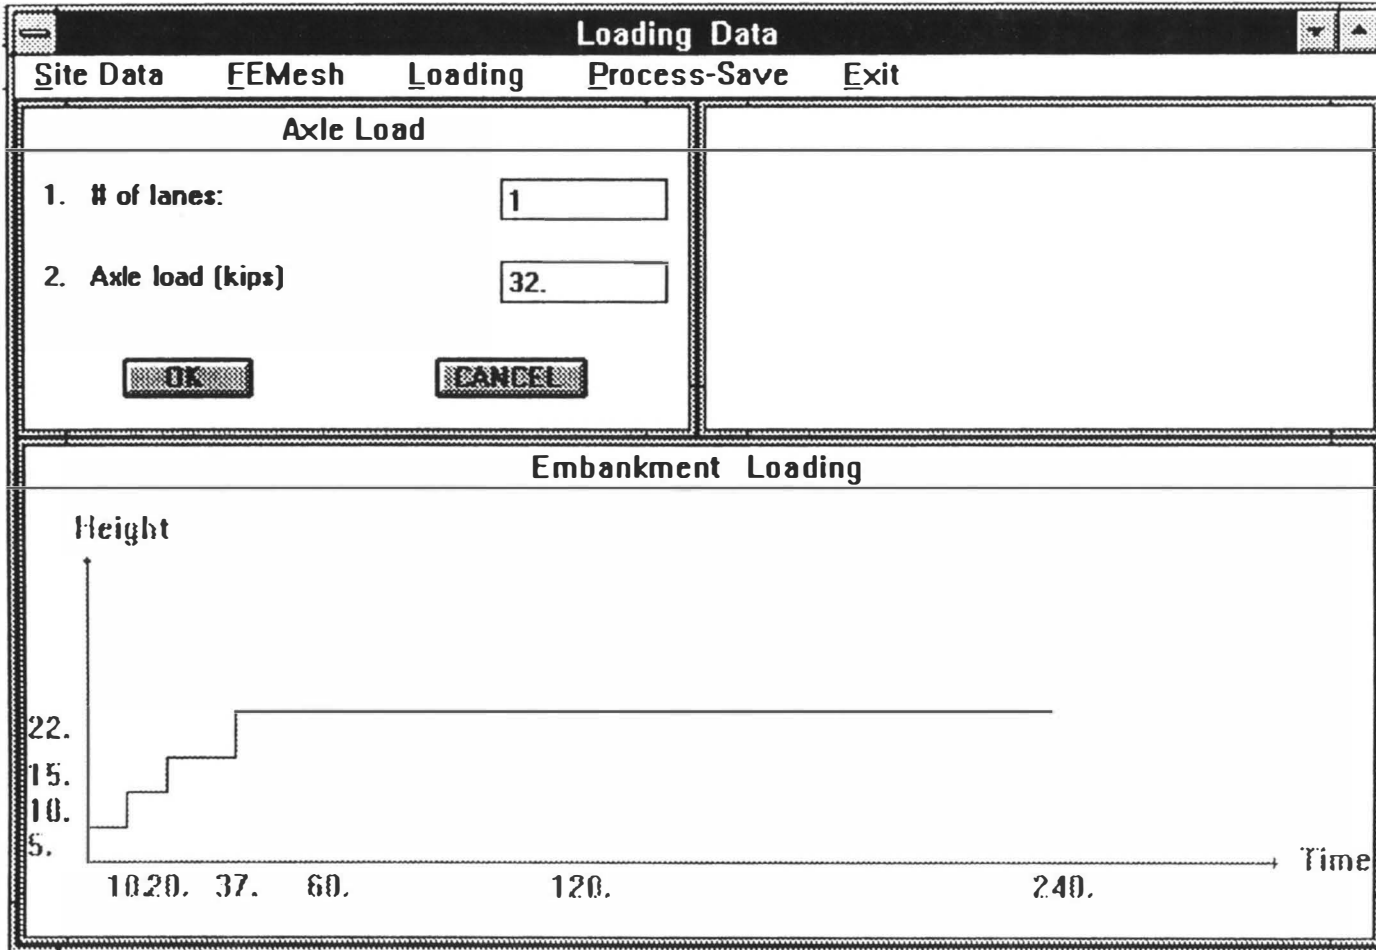 Loading Data
Site Data FEMesh Loading Process-Save Exit
Axle Load
1. # of lanes: 1
2. Axle load (kips) 32.
OK CANCEL
Embankment Loading
Height
22.
15.
10.
5.
Time
10. 20. 37. 60. 120. 240.